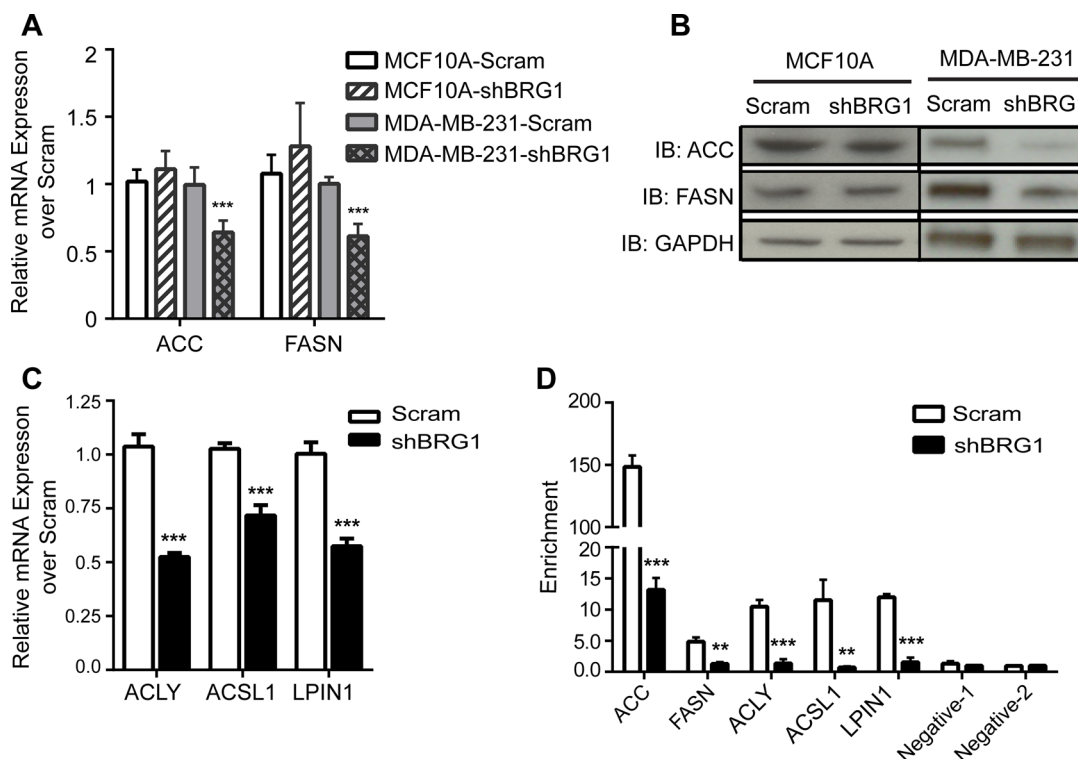 A
Relative mRNA Expresson
over Scram
2
1.5
1
0.5
0
MCF10A-Scram
MCF10A-shBRG1
MDA-MB-231-Scram
MDA-MB-231-shBRG1
***
***
ACC
FASN
B
MCF10A
MDA-MB-231
Scram
shBRG1
Scram
shBRG
IB: ACC
IB: FASN
IB: GAPDH
C
Relative mRNA Expresson
over Scram
1.25
1.0
0.75
0.5
0.25
0.0
Scram
shBRG1
***
***
***
ACLY
ACSL1
LPIN1
D
Enrichment
200
150
100
20
15
10
5.0
0.0
Scram
shBRG1
***
**
***
**
***
ACC
FASN
ACLY
ACSL1
LPIN1
Negative-1
Negative-2